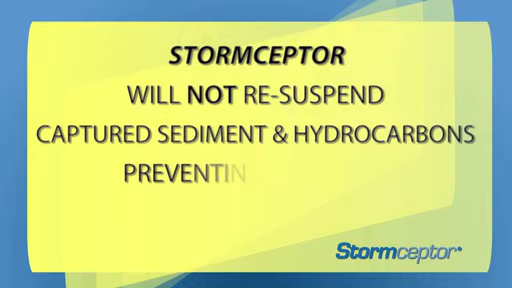 STORMCEPTOR
WILL NOT RE-SUSPEND
CAPTURED SEDIMENT & HYDROCARBONS
PREVENTIN
Stormceptor®